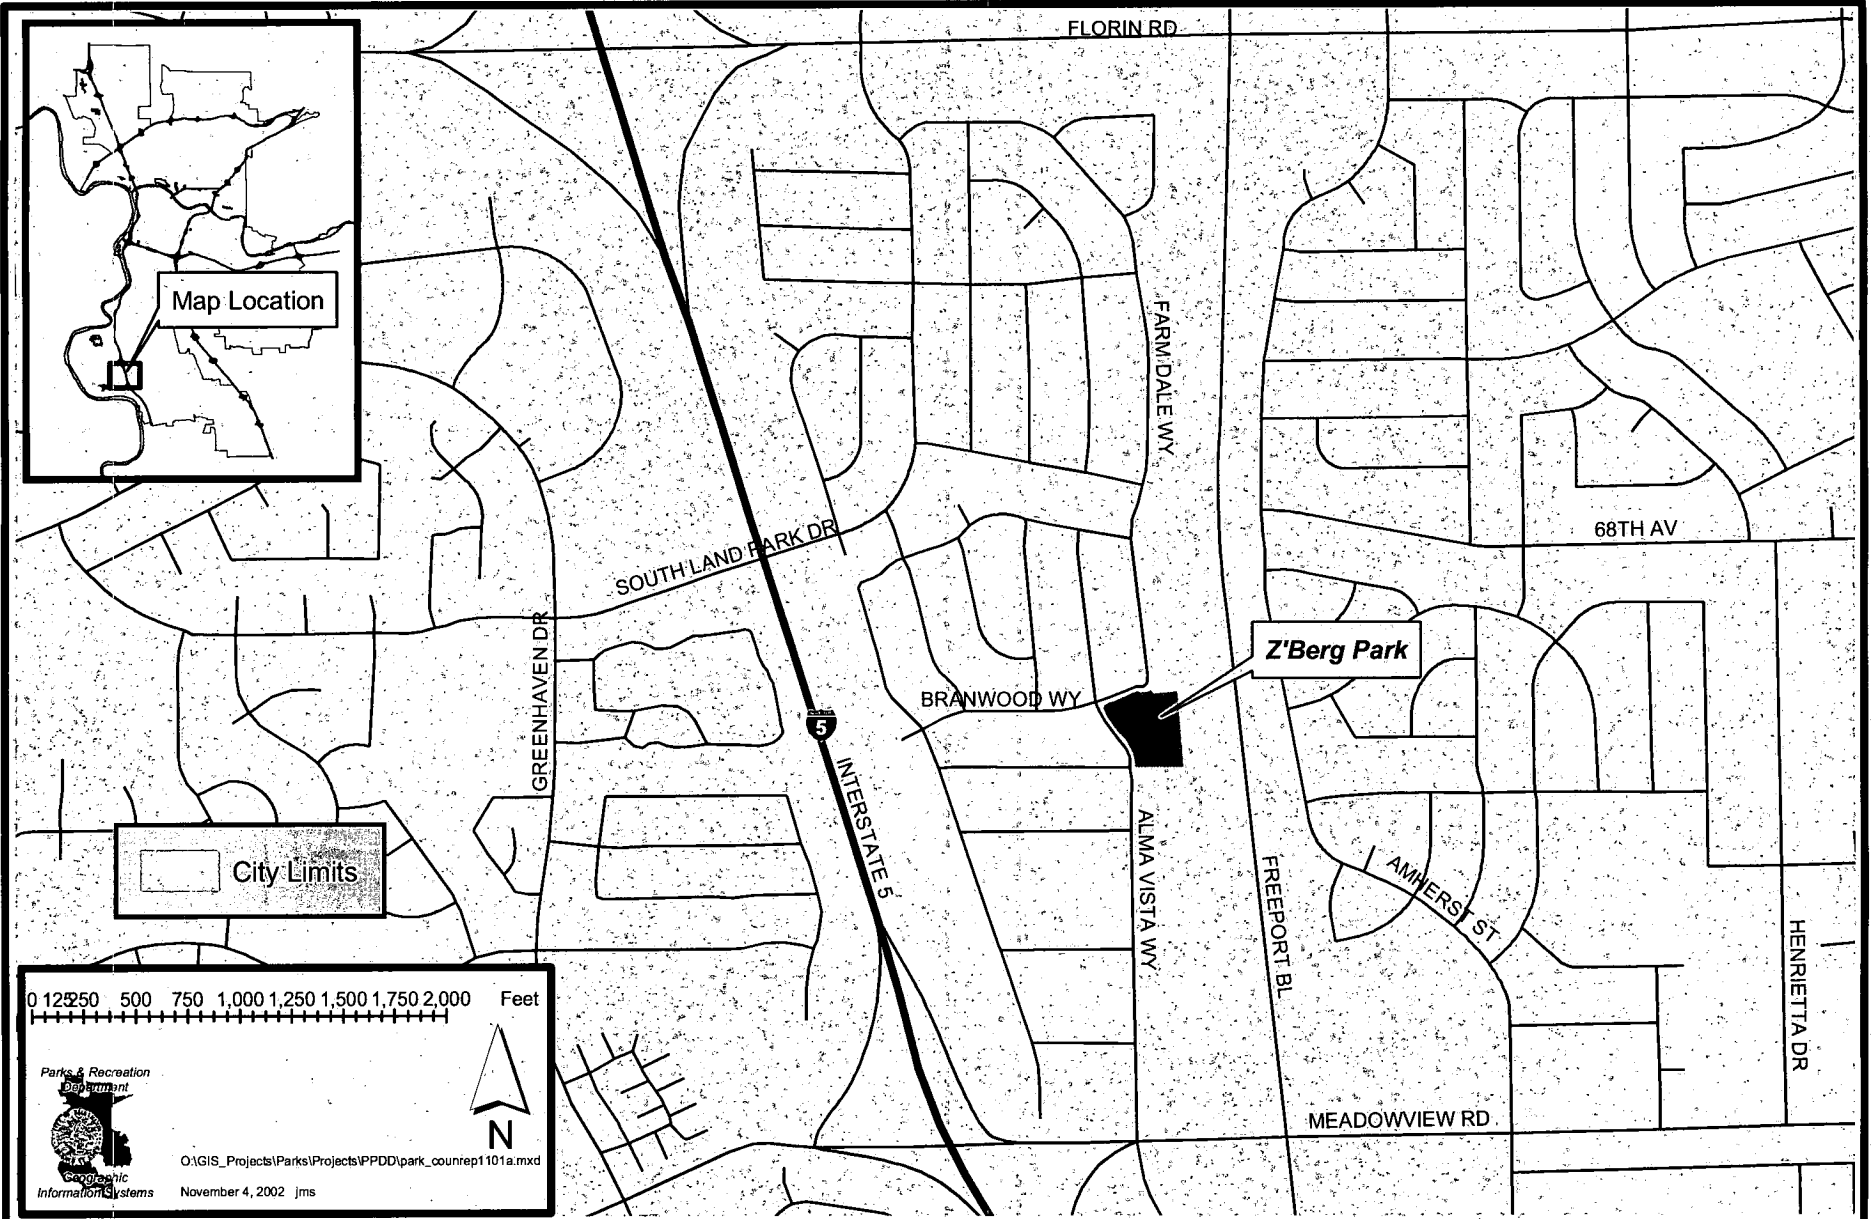 FLORIN RD
Map Location
FARMDALE WY
SOUTH LAND PARK DR
68TH AV
GREENHAVEN DR
Z'Berg Park
BRANWOOD WY
5
INTERSTATE 5
ALMA VISTA WY
City Limits
FREEPORT BL
AMHERST ST
HENRIETTA DR
0 125 250 500 750 1,000 1,250 1,500 1,750 2,000 Feet
Parks & Recreation
Department
N
MEADOWVIEW RD
O:\GIS_Projects\Parks\Projects\PPDD\park_counrep1101a.mxd
Geographic
Information Systems
November 4, 2002 jms